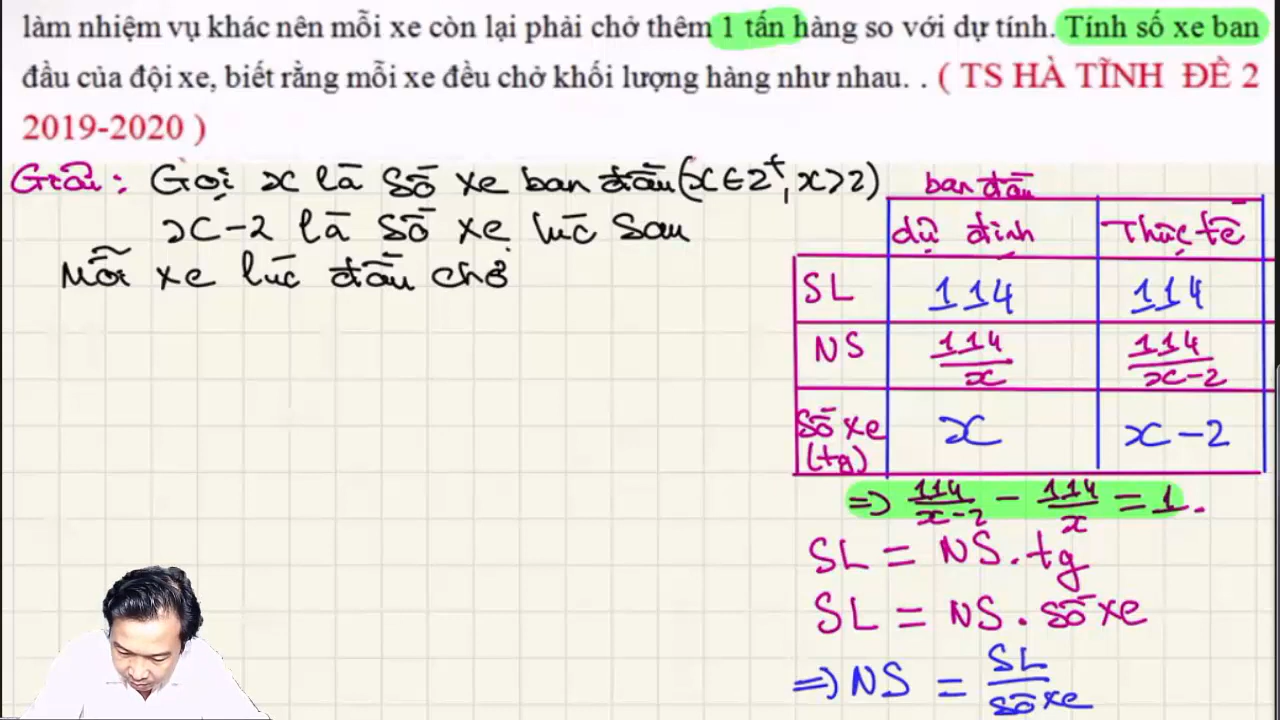 làm nhiệm vụ khác nên mỗi xe còn lại phải chở thêm 1 tấn hàng so với dự tính. Tính số xe ban
đầu của đội xe, biết rằng mỗi xe đều chở khối lượng hàng như nhau. . ( TS HÀ TĨNH ĐỀ 2
2019-2020 )
Giải: Gọi x là số xe ban đầu (x ∈ Z⁺, x > 2)
x - 2 là số xe lúc sau
Mỗi xe lúc đầu chở
ban đầu
dự định Thực tế
SL 114 114
NS 114/x 114/(x-2)
Số xe x x - 2
(tg)
=> 114/(x-2) - 114/x = 1.
SL = NS . tg
SL = NS . số xe
=> NS = SL/số xe